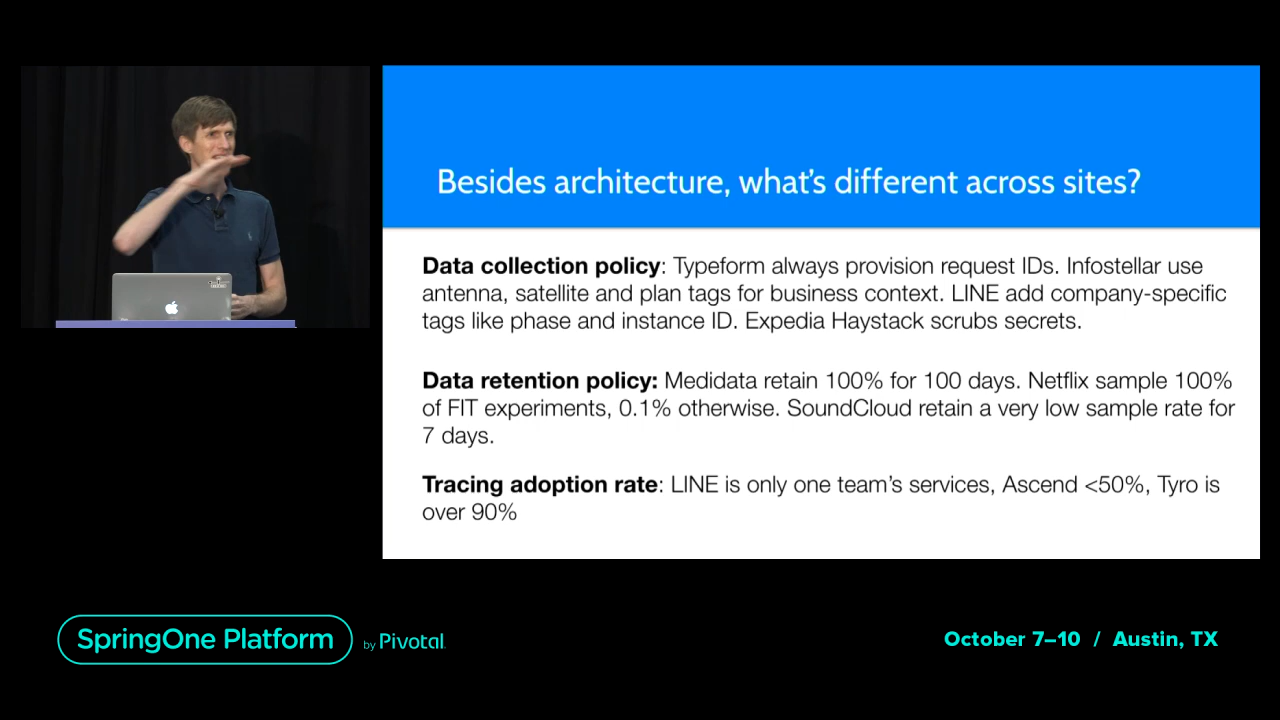 Besides architecture, what's different across sites?
Data collection policy: Typeform always provision request IDs. Infostellar use
antenna, satellite and plan tags for business context. LINE add company-specific
tags like phase and instance ID. Expedia Haystack scrubs secrets.
Data retention policy: Medidata retain 100% for 100 days. Netflix sample 100%
of FIT experiments, 0.1% otherwise. SoundCloud retain a very low sample rate for
7 days.
Tracing adoption rate: LINE is only one team's services, Ascend <50%, Tyro is
over 90%
SpringOne Platform by Pivotal
October 7–10 / Austin, TX